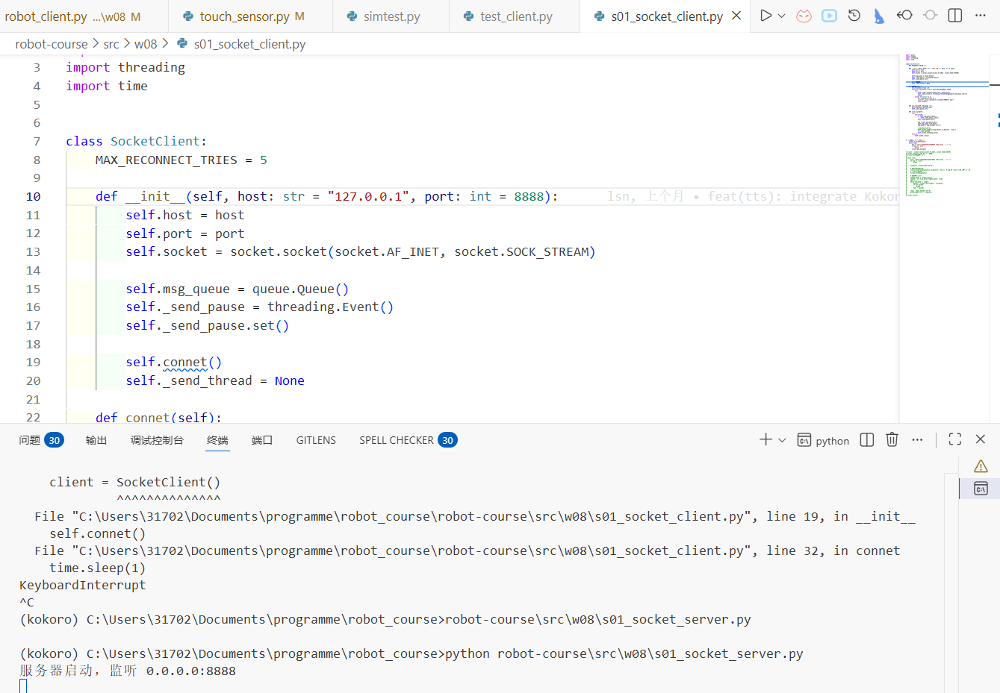 robot_client.py ...\w08 M touch_sensor.py M simtest.py test_client.py s01_socket_client.py
robot-course > src > w08 > s01_socket_client.py
3 import threading
4 import time
5
6
7 class SocketClient:
8 MAX_RECONNECT_TRIES = 5
9
10 def __init__(self, host: str = "127.0.0.1", port: int = 8888): lsn, 上个月 • feat(tts): integrate Kokor
11 self.host = host
12 self.port = port
13 self.socket = socket.socket(socket.AF_INET, socket.SOCK_STREAM)
14
15 self.msg_queue = queue.Queue()
16 self._send_pause = threading.Event()
17 self._send_pause.set()
18
19 self.connet()
20 self._send_thread = None
21
22 def connet(self):
问题 30 输出 调试控制台 终端 端口 GITLENS SPELL CHECKER 30 python
client = SocketClient()
^^^^^^^^^^^^^^
File "C:\Users\31702\Documents\programme\robot_course\robot-course\src\w08\s01_socket_client.py", line 19, in __init__
self.connet()
File "C:\Users\31702\Documents\programme\robot_course\robot-course\src\w08\s01_socket_client.py", line 32, in connet
time.sleep(1)
KeyboardInterrupt
^C
(kokoro) C:\Users\31702\Documents\programme\robot_course>robot-course\src\w08\s01_socket_server.py
(kokoro) C:\Users\31702\Documents\programme\robot_course>python robot-course\src\w08\s01_socket_server.py
服务器启动，监听 0.0.0.0:8888